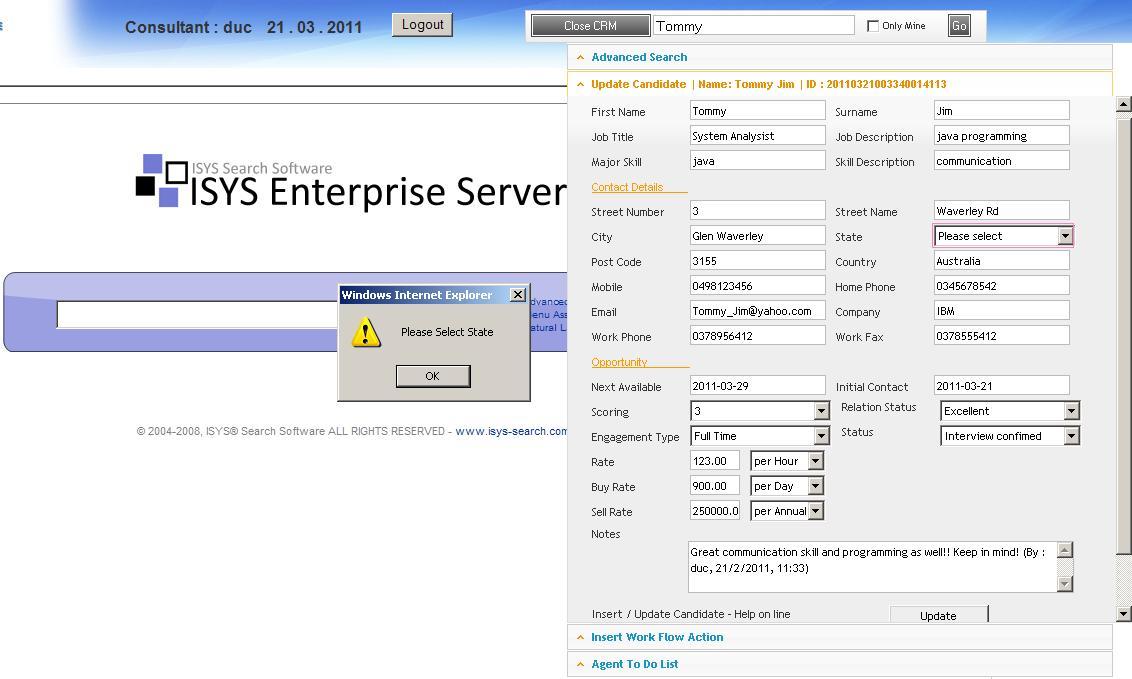 Consultant : duc 21 . 03 . 2011 Logout Close CRM Tommy Only Mine Go
Advanced Search
Update Candidate | Name: Tommy Jim | ID : 20110321003340014113
First Name Tommy Surname Jim
Job Title System Analysist Job Description java programming
Major Skill java Skill Description communication
Contact Details
Street Number 3 Street Name Waverley Rd
City Glen Waverley State Please select
Post Code 3155 Country Australia
Mobile 0498123456 Home Phone 0345678542
Email Tommy_Jim@yahoo.com Company IBM
Work Phone 0378956412 Work Fax 0378555412
Opportunity
Next Available 2011-03-29 Initial Contact 2011-03-21
Scoring 3 Relation Status Excellent
Engagement Type Full Time Status Interview confimed
Rate 123.00 per Hour
Buy Rate 900.00 per Day
Sell Rate 250000.0 per Annual
Notes
Great communication skill and programming as well!! Keep in mind! (By :
duc, 21/2/2011, 11:33)
Insert / Update Candidate - Help on line Update
Insert Work Flow Action
Agent To Do List
ISYS Search Software
ISYS Enterprise Server
Windows Internet Explorer
Please Select State
OK
© 2004-2008, ISYS® Search Software ALL RIGHTS RESERVED - www.isys-search.com